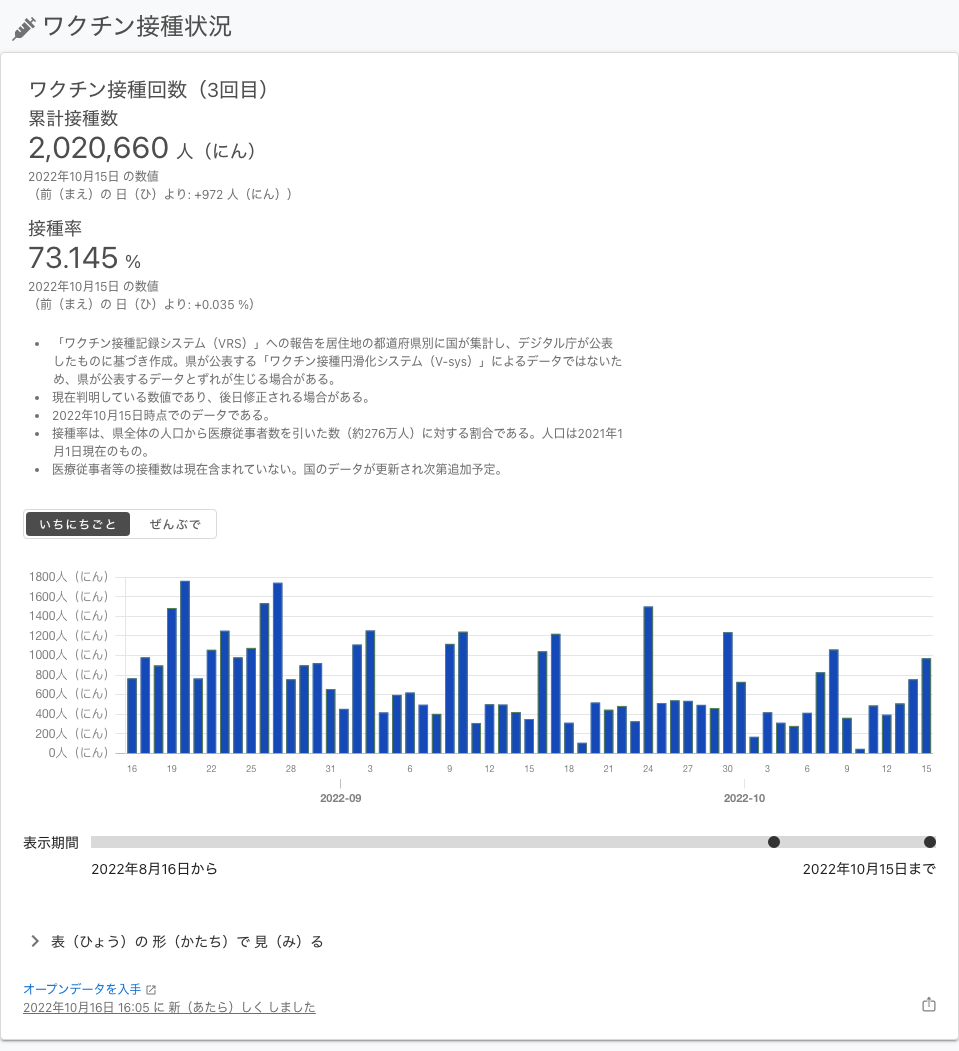 ワクチン接種状況
ワクチン接種回数（3回目）
累計接種数
2,020,660 人（にん）
2022年10月15日 の数値
（前（まえ）の 日（ひ）より: +972 人（にん））
接種率
73.145 %
2022年10月15日 の数値
（前（まえ）の 日（ひ）より: +0.035 %）
• 「ワクチン接種記録システム（VRS）」への報告を居住地の都道府県別に国が集計し、デジタル庁が公表
したものに基づき作成。県が公表する「ワクチン接種円滑化システム（V-sys）」によるデータではないた
め、県が公表するデータとずれが生じる場合がある。
• 現在判明している数値であり、後日修正される場合がある。
• 2022年10月15日時点でのデータである。
• 接種率は、県全体の人口から医療従事者数を引いた数（約276万人）に対する割合である。人口は2021年1
月1日現在のもの。
• 医療従事者等の接種数は現在含まれていない。国のデータが更新され次第追加予定。
いちにちごと ぜんぶで
1800人（にん）
1600人（にん）
1400人（にん）
1200人（にん）
1000人（にん）
800人（にん）
600人（にん）
400人（にん）
200人（にん）
0人（にん）
16 19 22 25 28 31 3 6 9 12 15 18 21 24 27 30 3 6 9 12 15
2022-09 2022-10
表示期間
2022年8月16日から 2022年10月15日まで
表（ひょう）の 形（かたち）で 見（み）る
オープンデータを入手
2022年10月16日 16:05 に 新（あたら）しく しました